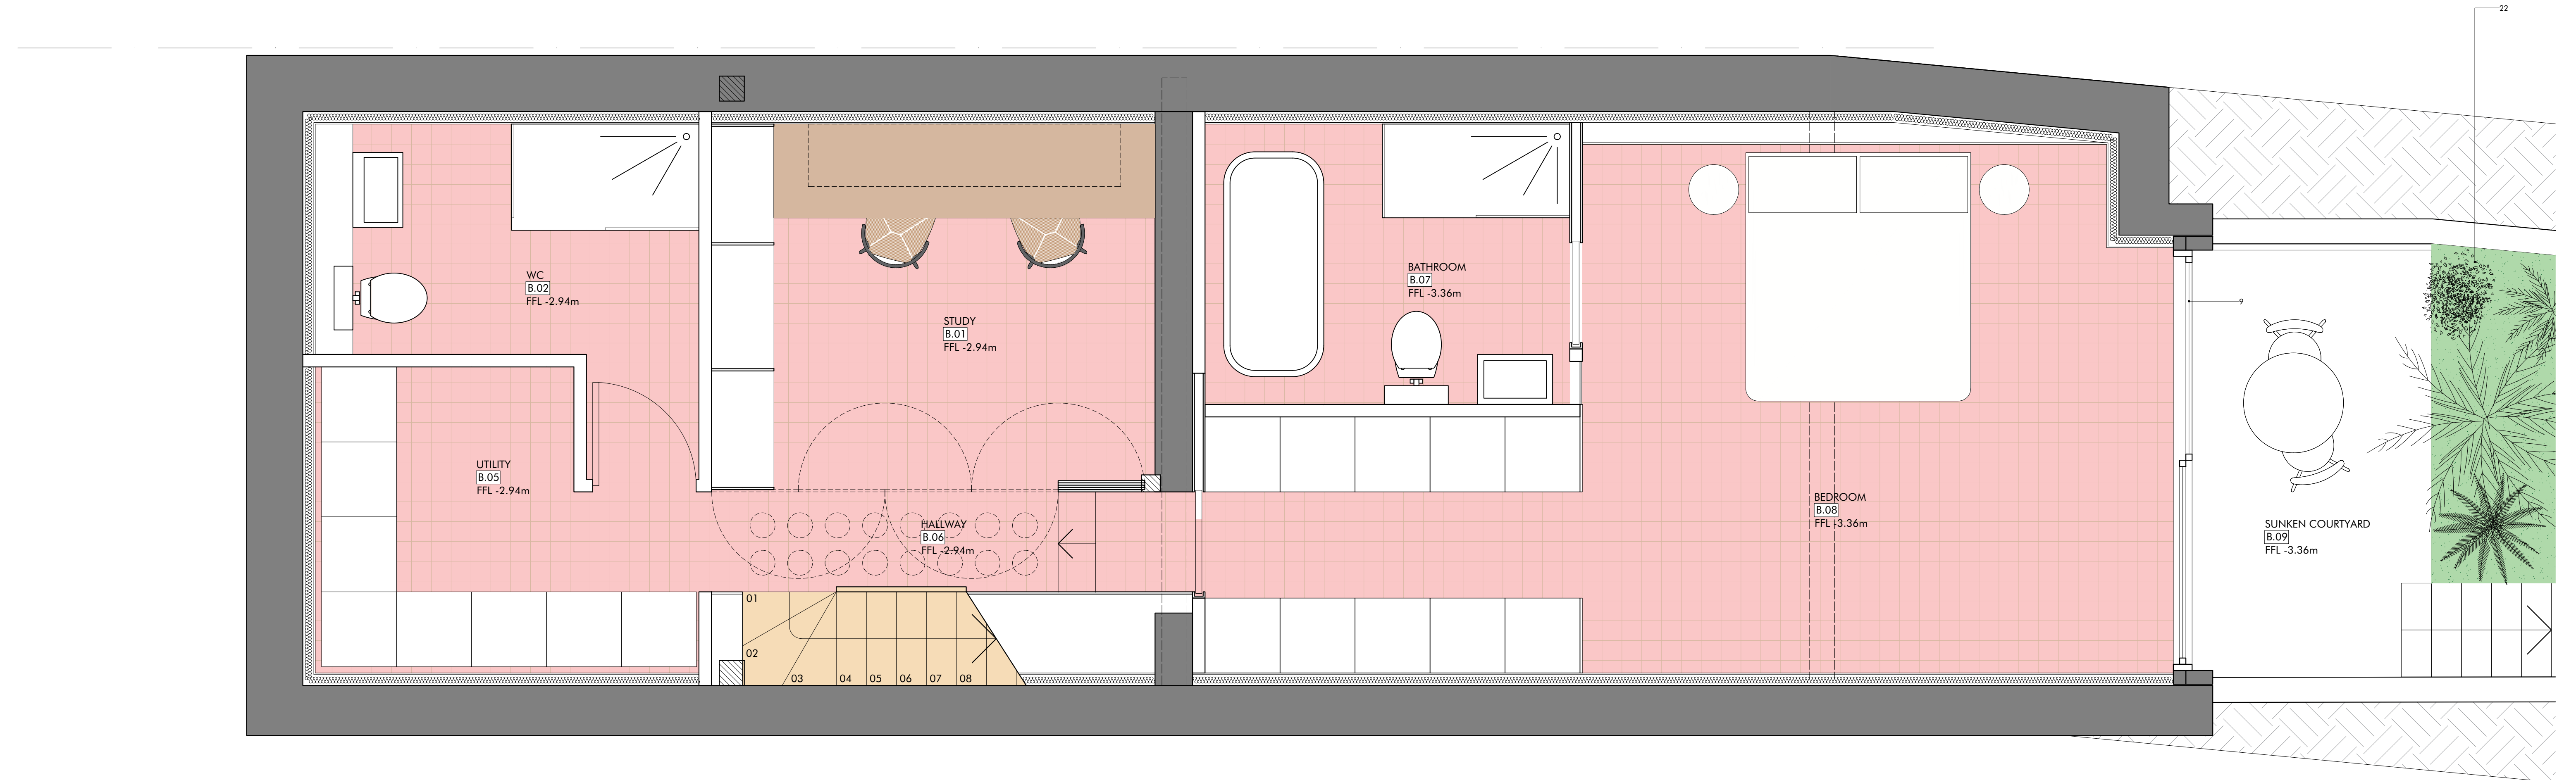 22
WC
B.02
FFL -2.94m
STUDY
B.01
FFL -2.94m
BATHROOM
B.07
FFL -3.36m
9
UTILITY
B.05
FFL -2.94m
HALLWAY
B.06
FFL -2.94m
BEDROOM
B.08
FFL -3.36m
SUNKEN COURTYARD
B.09
FFL -3.36m
01
02
03
04
05
06
07
08